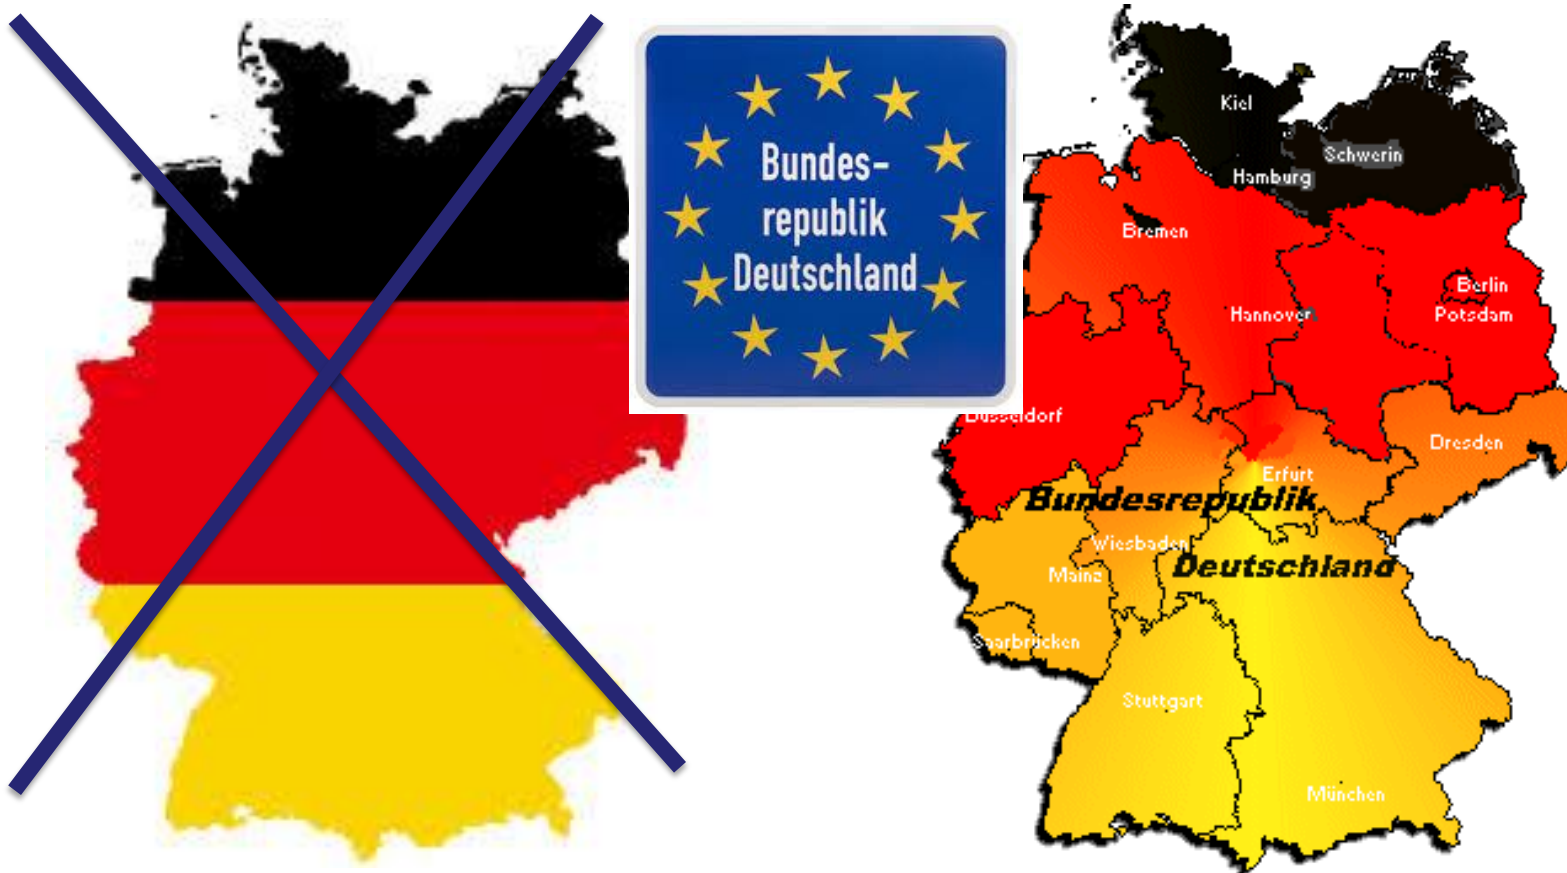 Bundes-
republik
Deutschland
Kiel
Schwerin
Hamburg
Bremen
Berlin
Hannover
Potsdam
Düsseldorf
Dresden
Erfurt
Bundesrepublik
Wiesbaden
Deutschland
Mainz
Saarbrücken
Stuttgart
München